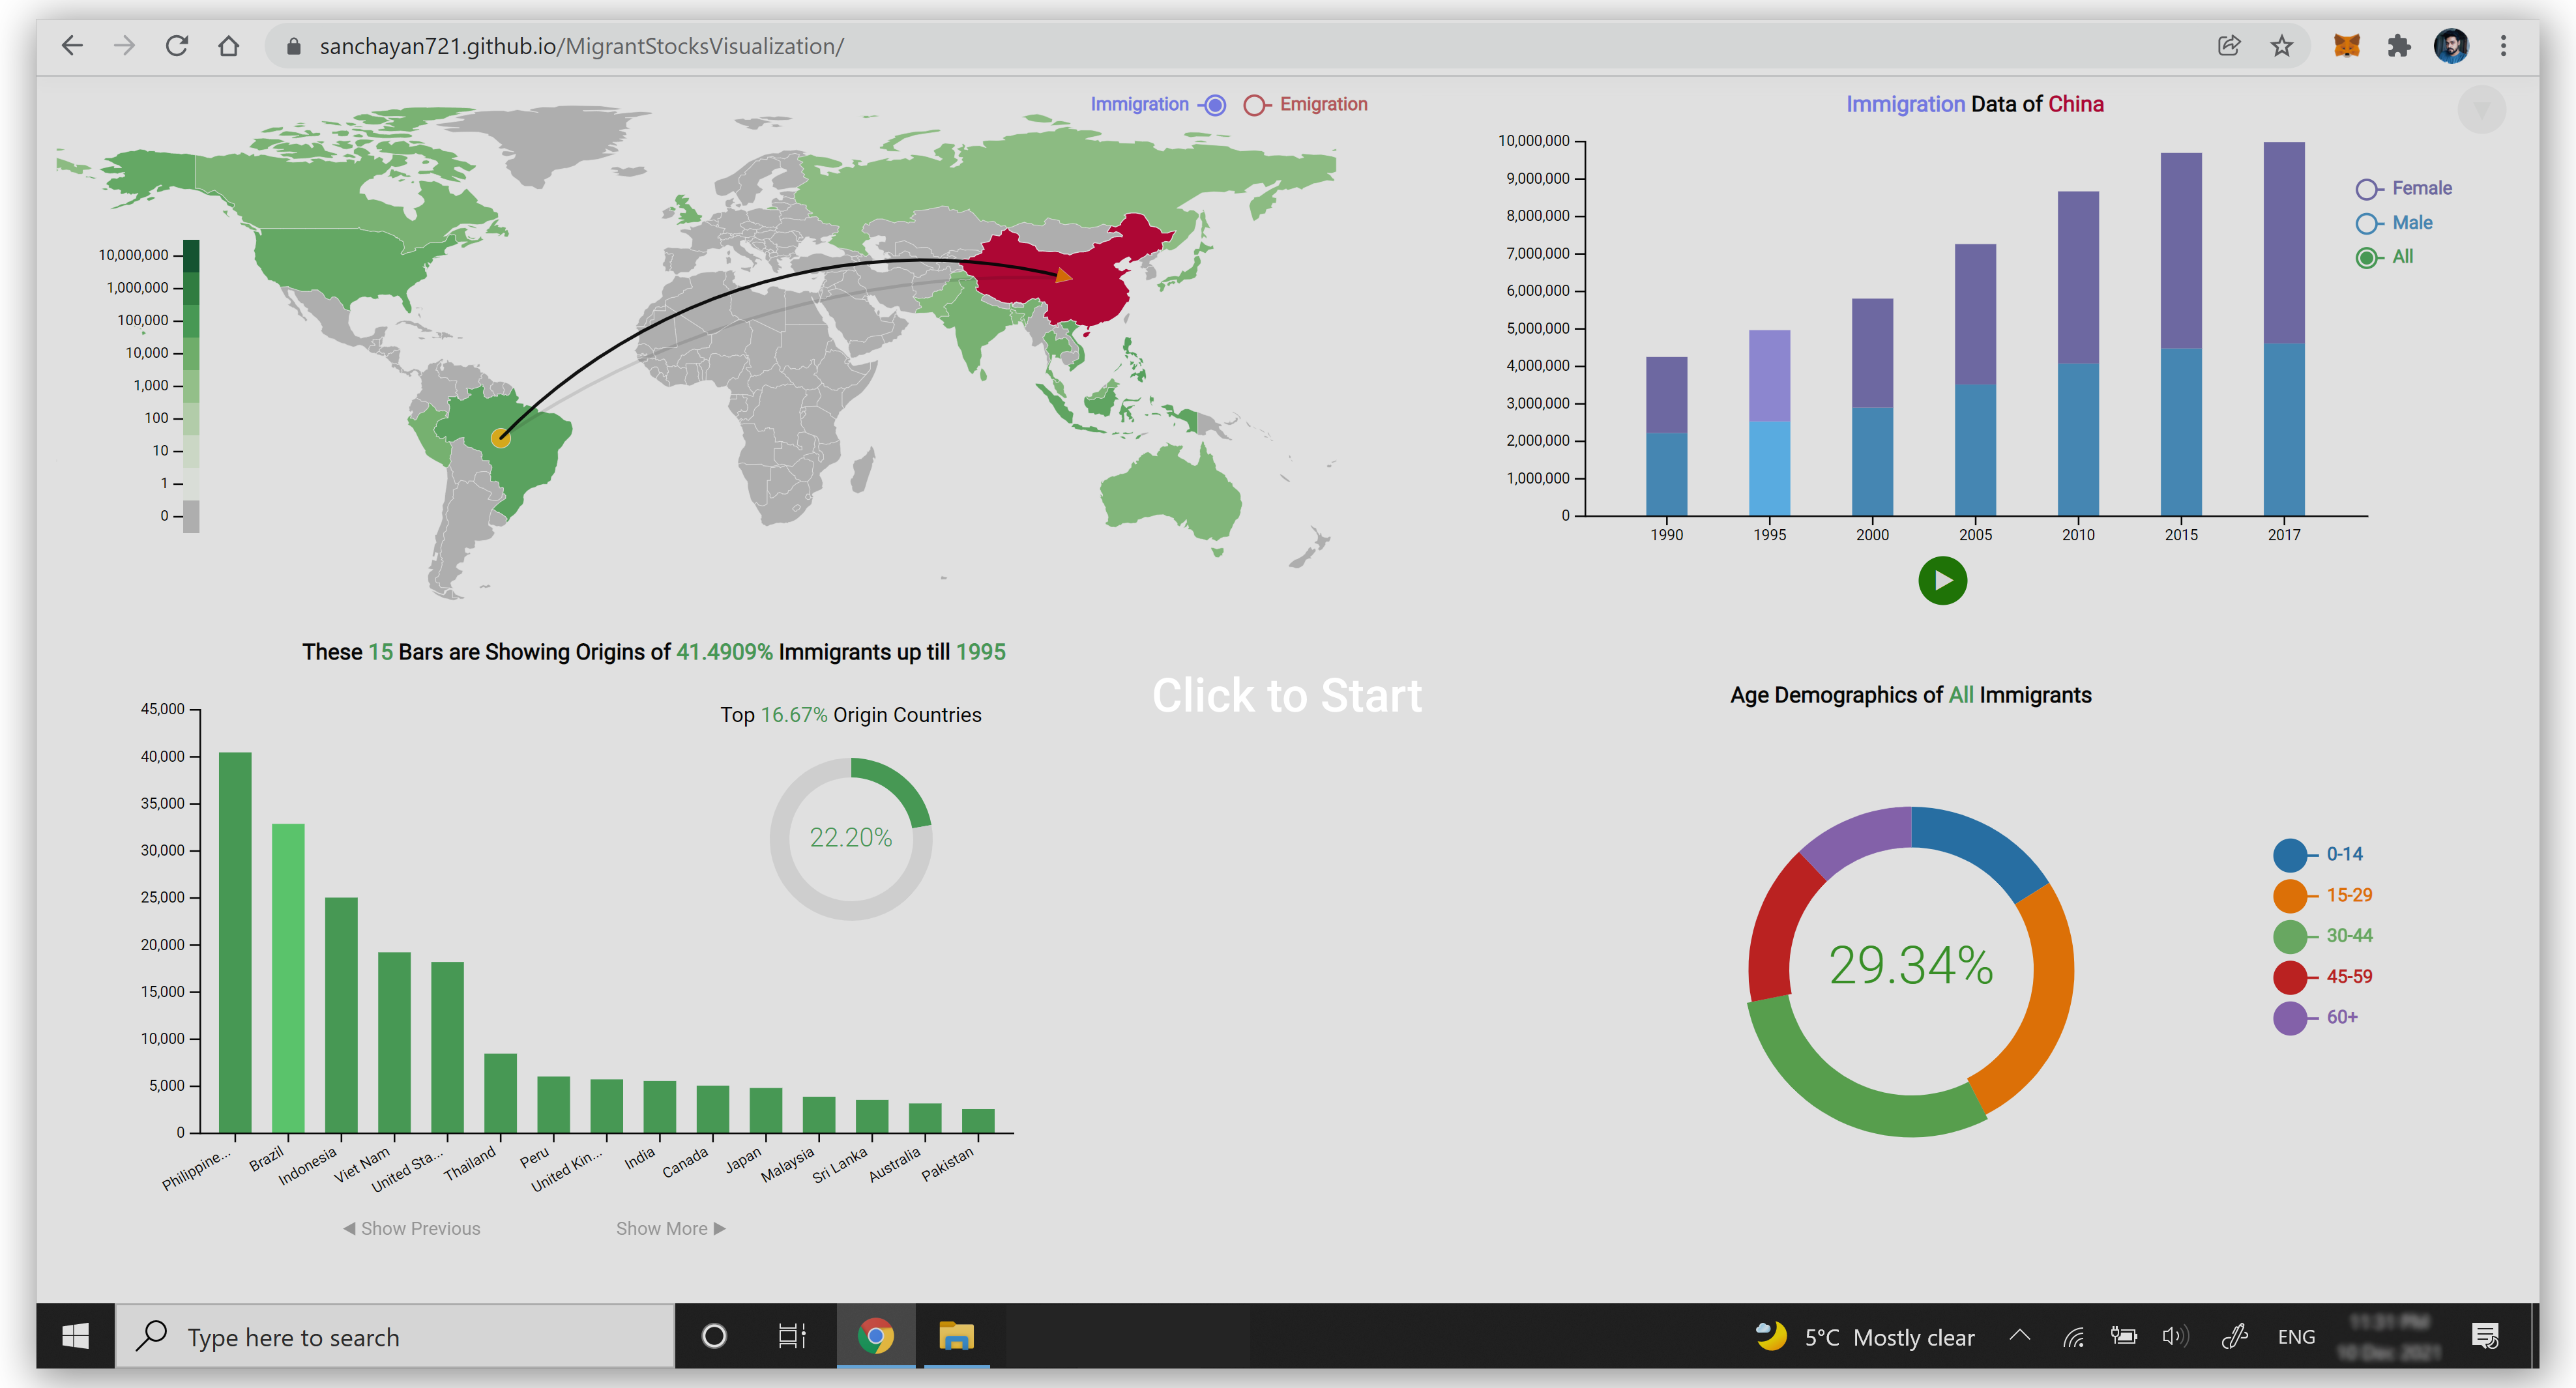 sanchayan721.github.io/MigrantStocksVisualization/
Immigration
Emigration
10,000,000
1,000,000
100,000
10,000
1,000
100
10
1
0
Immigration Data of China
10,000,000
9,000,000
8,000,000
7,000,000
6,000,000
5,000,000
4,000,000
3,000,000
2,000,000
1,000,000
0
1990 1995 2000 2005 2010 2015 2017
Female
Male
All
These 15 Bars are Showing Origins of 41.4909% Immigrants up till 1995
45,000
40,000
35,000
30,000
25,000
20,000
15,000
10,000
5,000
0
Philippine... Brazil Indonesia Viet Nam United Sta... Thailand Peru United Kin... India Canada Japan Malaysia Sri Lanka Australia Pakistan
Top 16.67% Origin Countries
22.20%
Show Previous
Show More
Click to Start
Age Demographics of All Immigrants
29.34%
0-14
15-29
30-44
45-59
60+
Type here to search
5°C Mostly clear
ENG